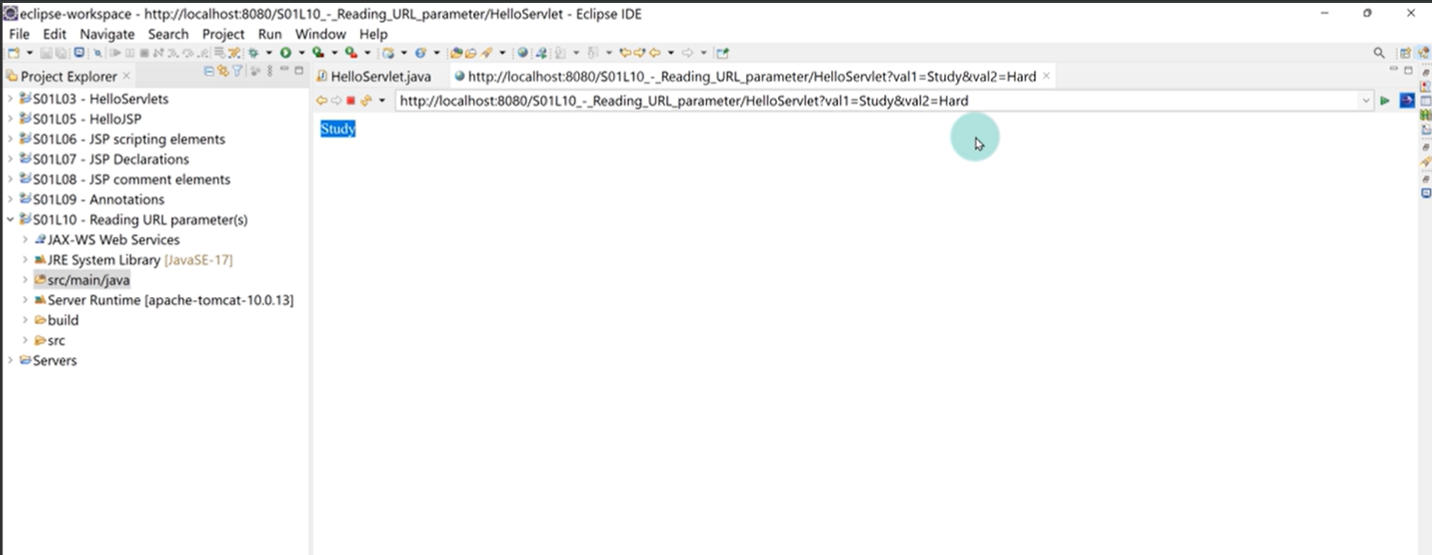 eclipse-workspace - http://localhost:8080/S01L10_-_Reading_URL_parameter/HelloServlet - Eclipse IDE
File Edit Navigate Search Project Run Window Help
Project Explorer
HelloServlet.java
http://localhost:8080/S01L10_-_Reading_URL_parameter/HelloServlet?val1=Study&val2=Hard
http://localhost:8080/S01L10_-_Reading_URL_parameter/HelloServlet?val1=Study&val2=Hard
Study
S01L03 - HelloServlets
S01L05 - HelloJSP
S01L06 - JSP scripting elements
S01L07 - JSP Declarations
S01L08 - JSP comment elements
S01L09 - Annotations
S01L10 - Reading URL parameter(s)
JAX-WS Web Services
JRE System Library [JavaSE-17]
src/main/java
Server Runtime [apache-tomcat-10.0.13]
build
src
Servers